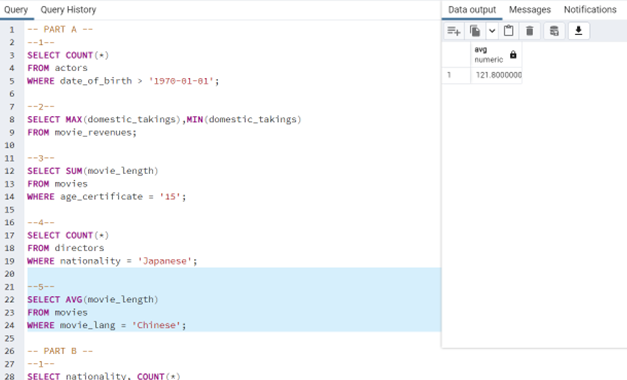 Query Query History
Data output Messages Notifications
1 -- PART A --
2 --1--
3 SELECT COUNT(*)
4 FROM actors
5 WHERE date_of_birth > '1970-01-01';
6
7 --2--
8 SELECT MAX(domestic_takings),MIN(domestic_takings)
9 FROM movie_revenues;
10
11 --3--
12 SELECT SUM(movie_length)
13 FROM movies
14 WHERE age_certificate = '15';
15
16 --4--
17 SELECT COUNT(*)
18 FROM directors
19 WHERE nationality = 'Japanese';
20
21 --5--
22 SELECT AVG(movie_length)
23 FROM movies
24 WHERE movie_lang = 'Chinese';
25
26 -- PART B --
27 --1--
28 SELECT nationality, COUNT(*)
avg
numeric
1 121.8000000